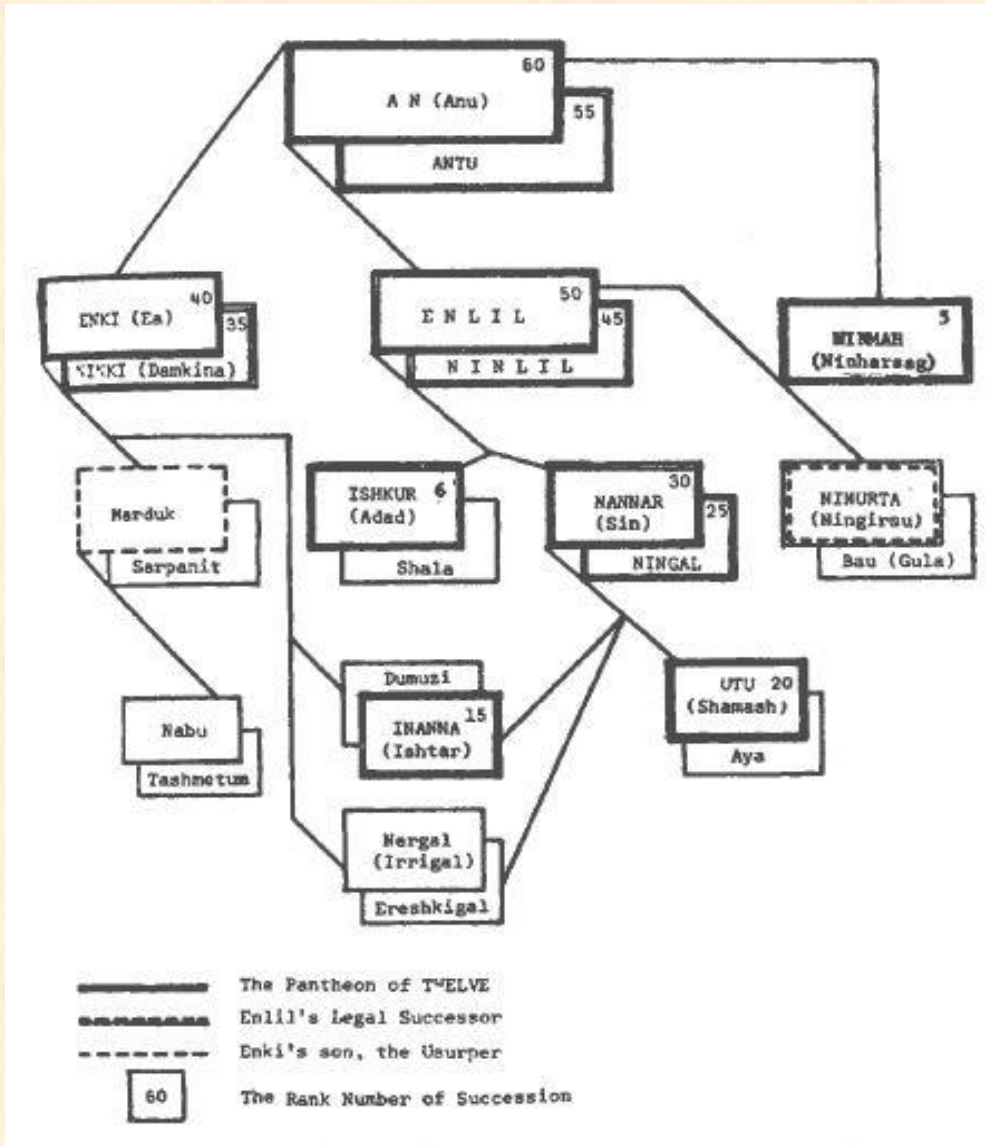 60
A N (Anu)
55
ANTU
40
ENKI (Ea)
35
(Damkina)
50
E N L I L
45
N I N L I L
5
NINMAH
(Ninharsag)
Marduk
Sarpanit
ISHKUR 6
(Adad)
Shala
30
NANNAR
(Sin)
25
NINGAL
NINURTA
(Ningirsu)
Bau (Gula)
Nabu
Tashmetum
Dumuzi
INANNA 15
(Ishtar)
UTU 20
(Shamash)
Aya
Nergal
(Irrigal)
Ereshkigal
The Pantheon of TWELVE
Enlil's Legal Successor
Enki's son, the Usurper
60 The Rank Number of Succession